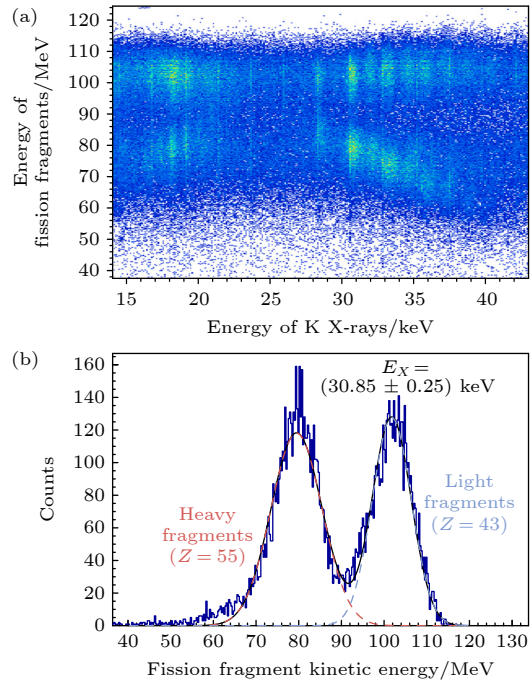 (a)
Energy of
fission fragments/MeV
120
110
100
90
80
70
60
50
40
15
20
25
30
35
40
Energy of K X-rays/keV
(b)
Counts
160
140
120
100
80
60
40
20
0
E_X =
(30.85 ± 0.25) keV
Heavy
fragments
(Z = 55)
Light
fragments
(Z = 43)
40
50
60
70
80
90
100
110
120
130
Fission fragment kinetic energy/MeV